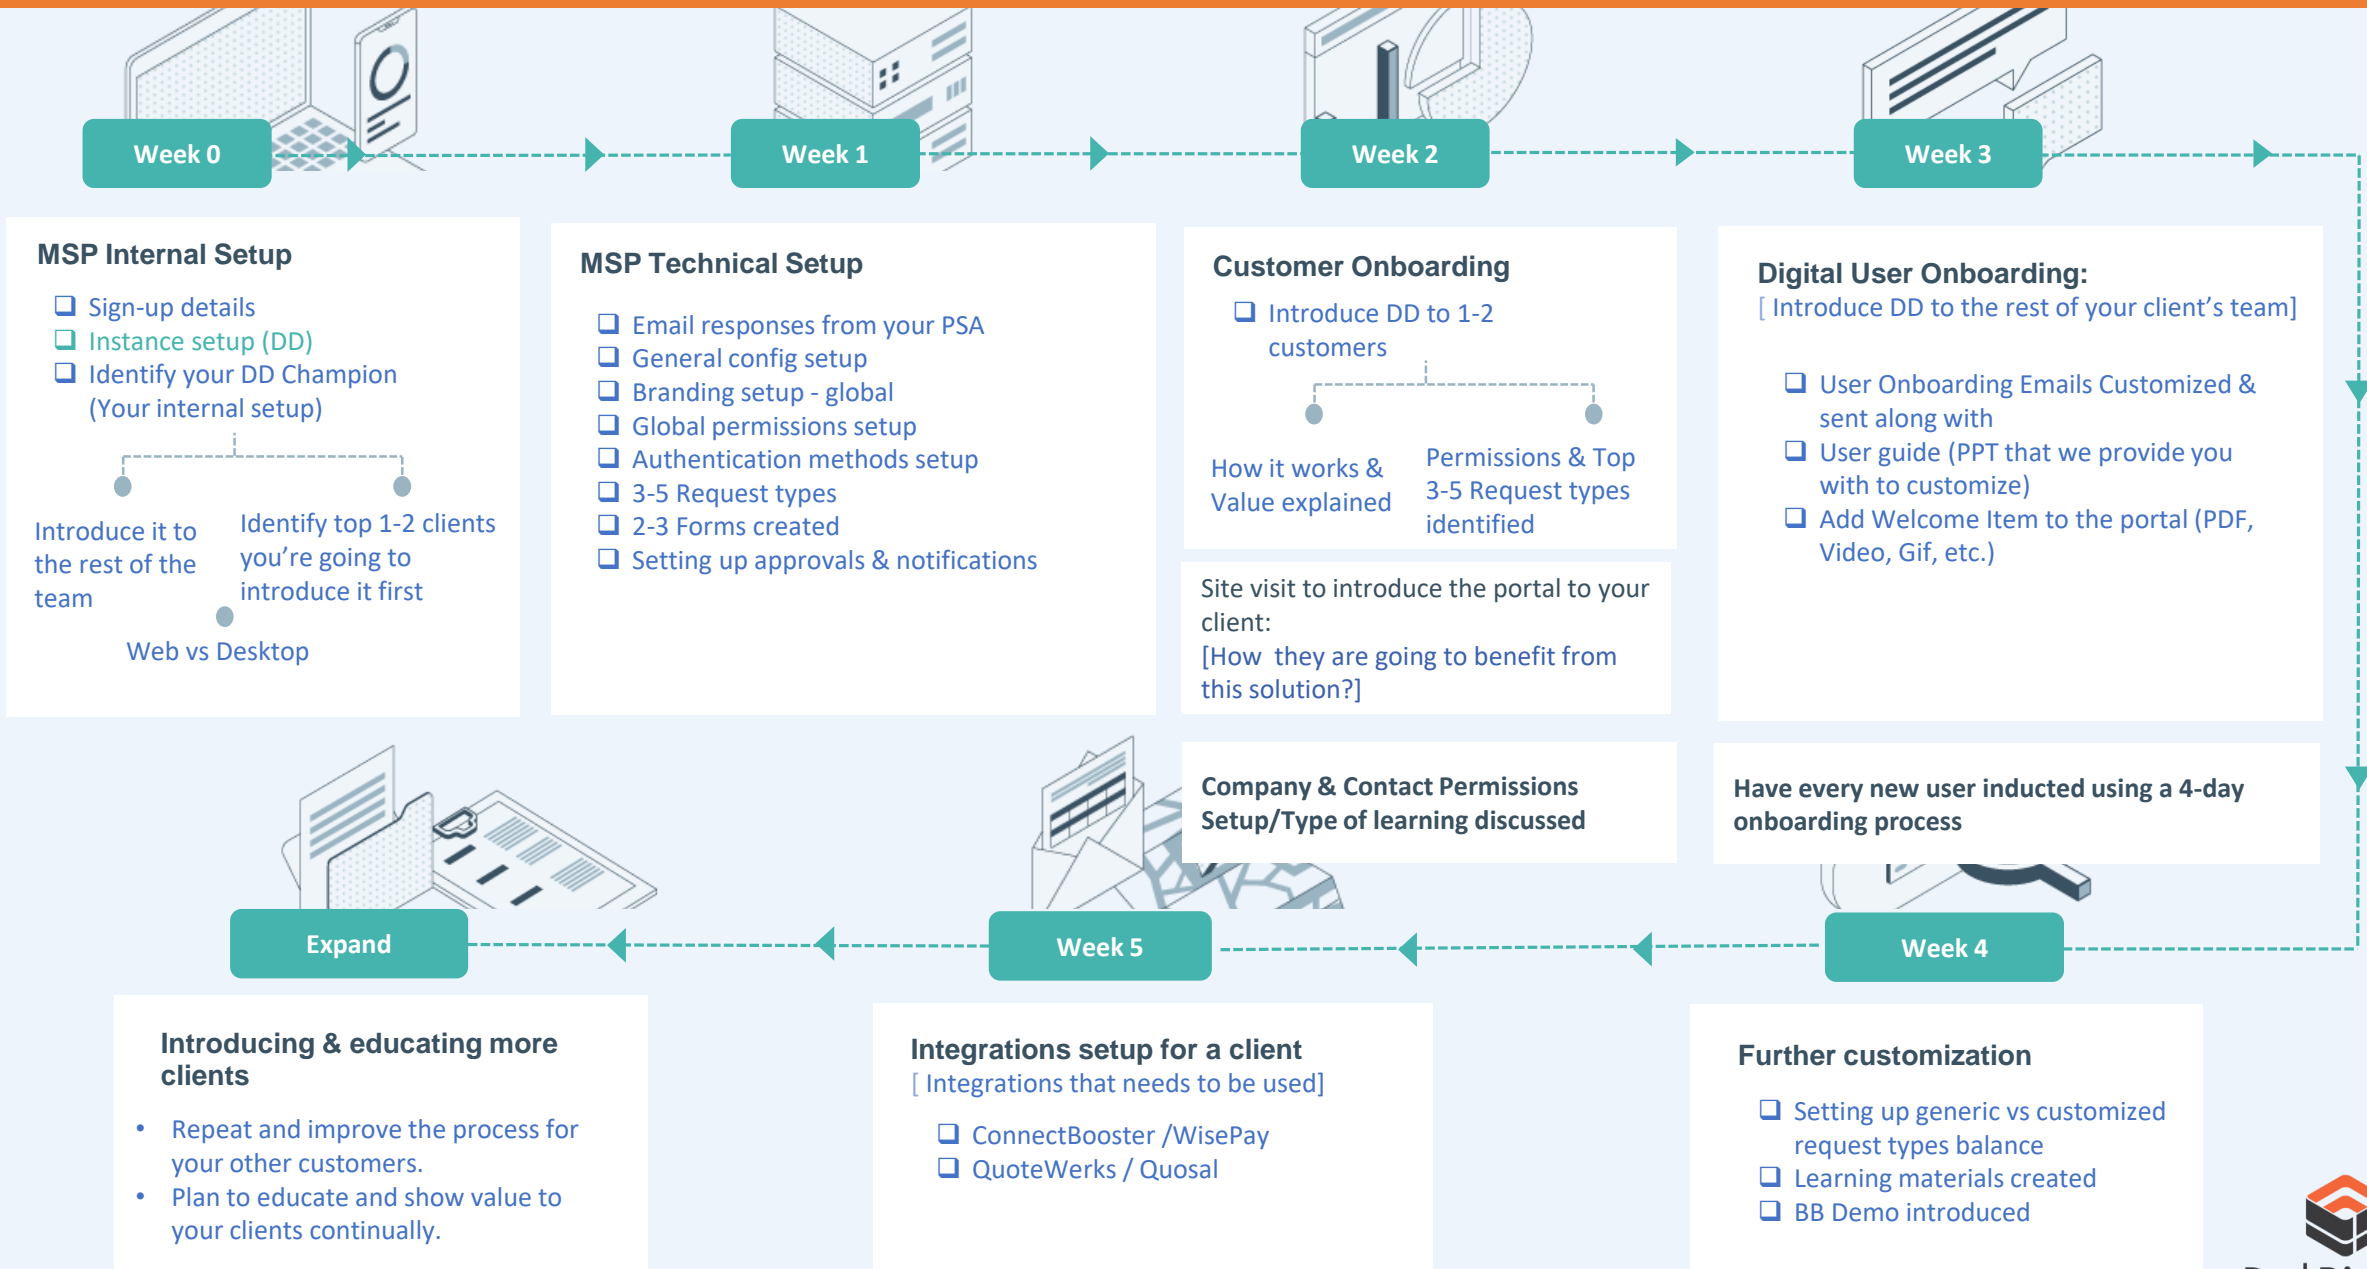 Week 0
Week 1
Week 2
Week 3
MSP Internal Setup
Sign-up details
Instance setup (DD)
Identify your DD Champion
(Your internal setup)
Introduce it to
the rest of the
team
Identify top 1-2 clients
you’re going to
introduce it first
Web vs Desktop
MSP Technical Setup
Email responses from your PSA
General config setup
Branding setup - global
Global permissions setup
Authentication methods setup
3-5 Request types
2-3 Forms created
Setting up approvals & notifications
Customer Onboarding
Introduce DD to 1-2
customers
How it works &
Value explained
Permissions & Top
3-5 Request types
identified
Site visit to introduce the portal to your
client:
[How they are going to benefit from
this solution?]
Company & Contact Permissions
Setup/Type of learning discussed
Digital User Onboarding:
[ Introduce DD to the rest of your client’s team]
User Onboarding Emails Customized &
sent along with
User guide (PPT that we provide you
with to customize)
Add Welcome Item to the portal (PDF,
Video, Gif, etc.)
Have every new user inducted using a 4-day
onboarding process
Week 4
Further customization
Setting up generic vs customized
request types balance
Learning materials created
BB Demo introduced
Week 5
Integrations setup for a client
[ Integrations that needs to be used]
ConnectBooster /WisePay
QuoteWerks / Quosal
Expand
Introducing & educating more
clients
• Repeat and improve the process for
your other customers.
• Plan to educate and show value to
your clients continually.